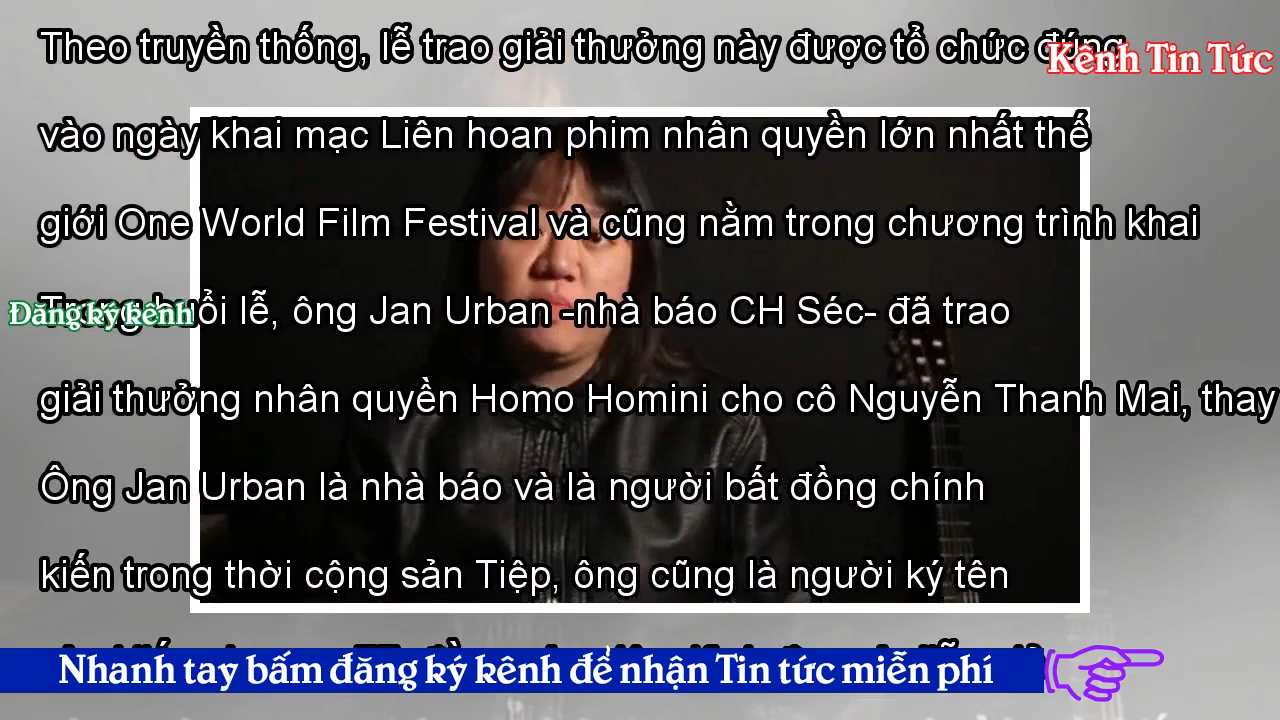 Theo truyền thống, lễ trao giải thưởng này được tổ chức đúng
Kênh Tin Tức
vào ngày khai mạc Liên hoan phim nhân quyền lớn nhất thế
giới One World Film Festival và cũng nằm trong chương trình khai
Đăng ký kênh
Trong buổi lễ, ông Jan Urban -nhà báo CH Séc- đã trao
giải thưởng nhân quyền Homo Homini cho cô Nguyễn Thanh Mai, thay
Ông Jan Urban là nhà báo và là người bất đồng chính
kiến trong thời cộng sản Tiệp, ông cũng là người ký tên
Nhanh tay bấm đăng ký kênh để nhận Tin tức miễn phí